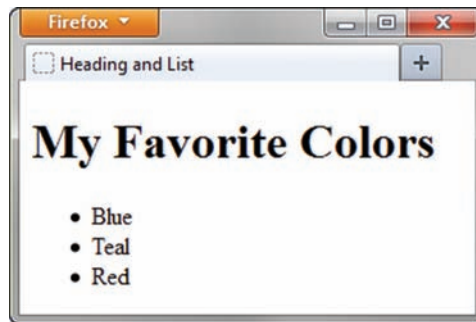 Firefox
Heading and List
My Favorite Colors
• Blue
• Teal
• Red